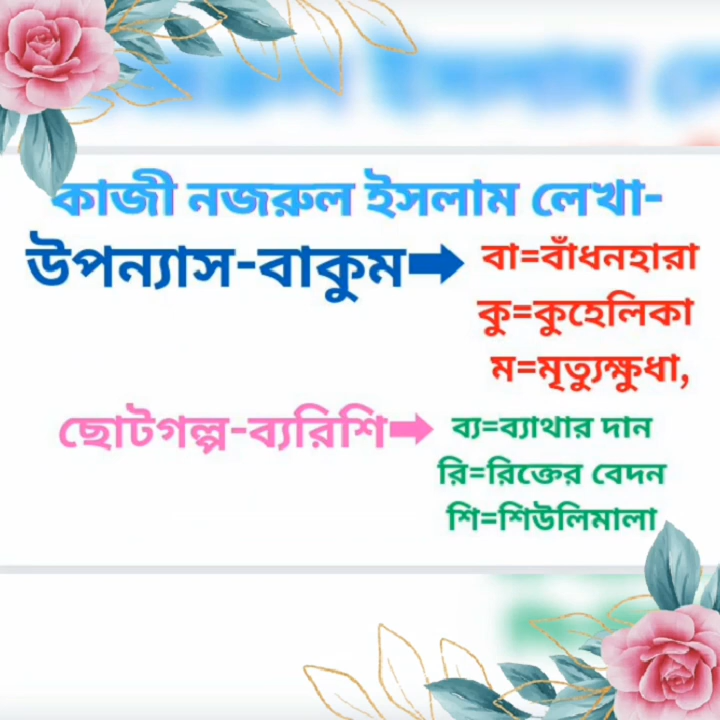 কাজী নজরুল ইসলাম লেখা-
উপন্যাস-বাকুম➡ বা=বাঁধনহারা
কু=কুহেলিকা
ম=মৃত্যুক্ষুধা,
ছোটগল্প-ব্যরিশি➡ ব্য=ব্যাথার দান
রি=রিক্তের বেদন
শি=শিউলিমালা